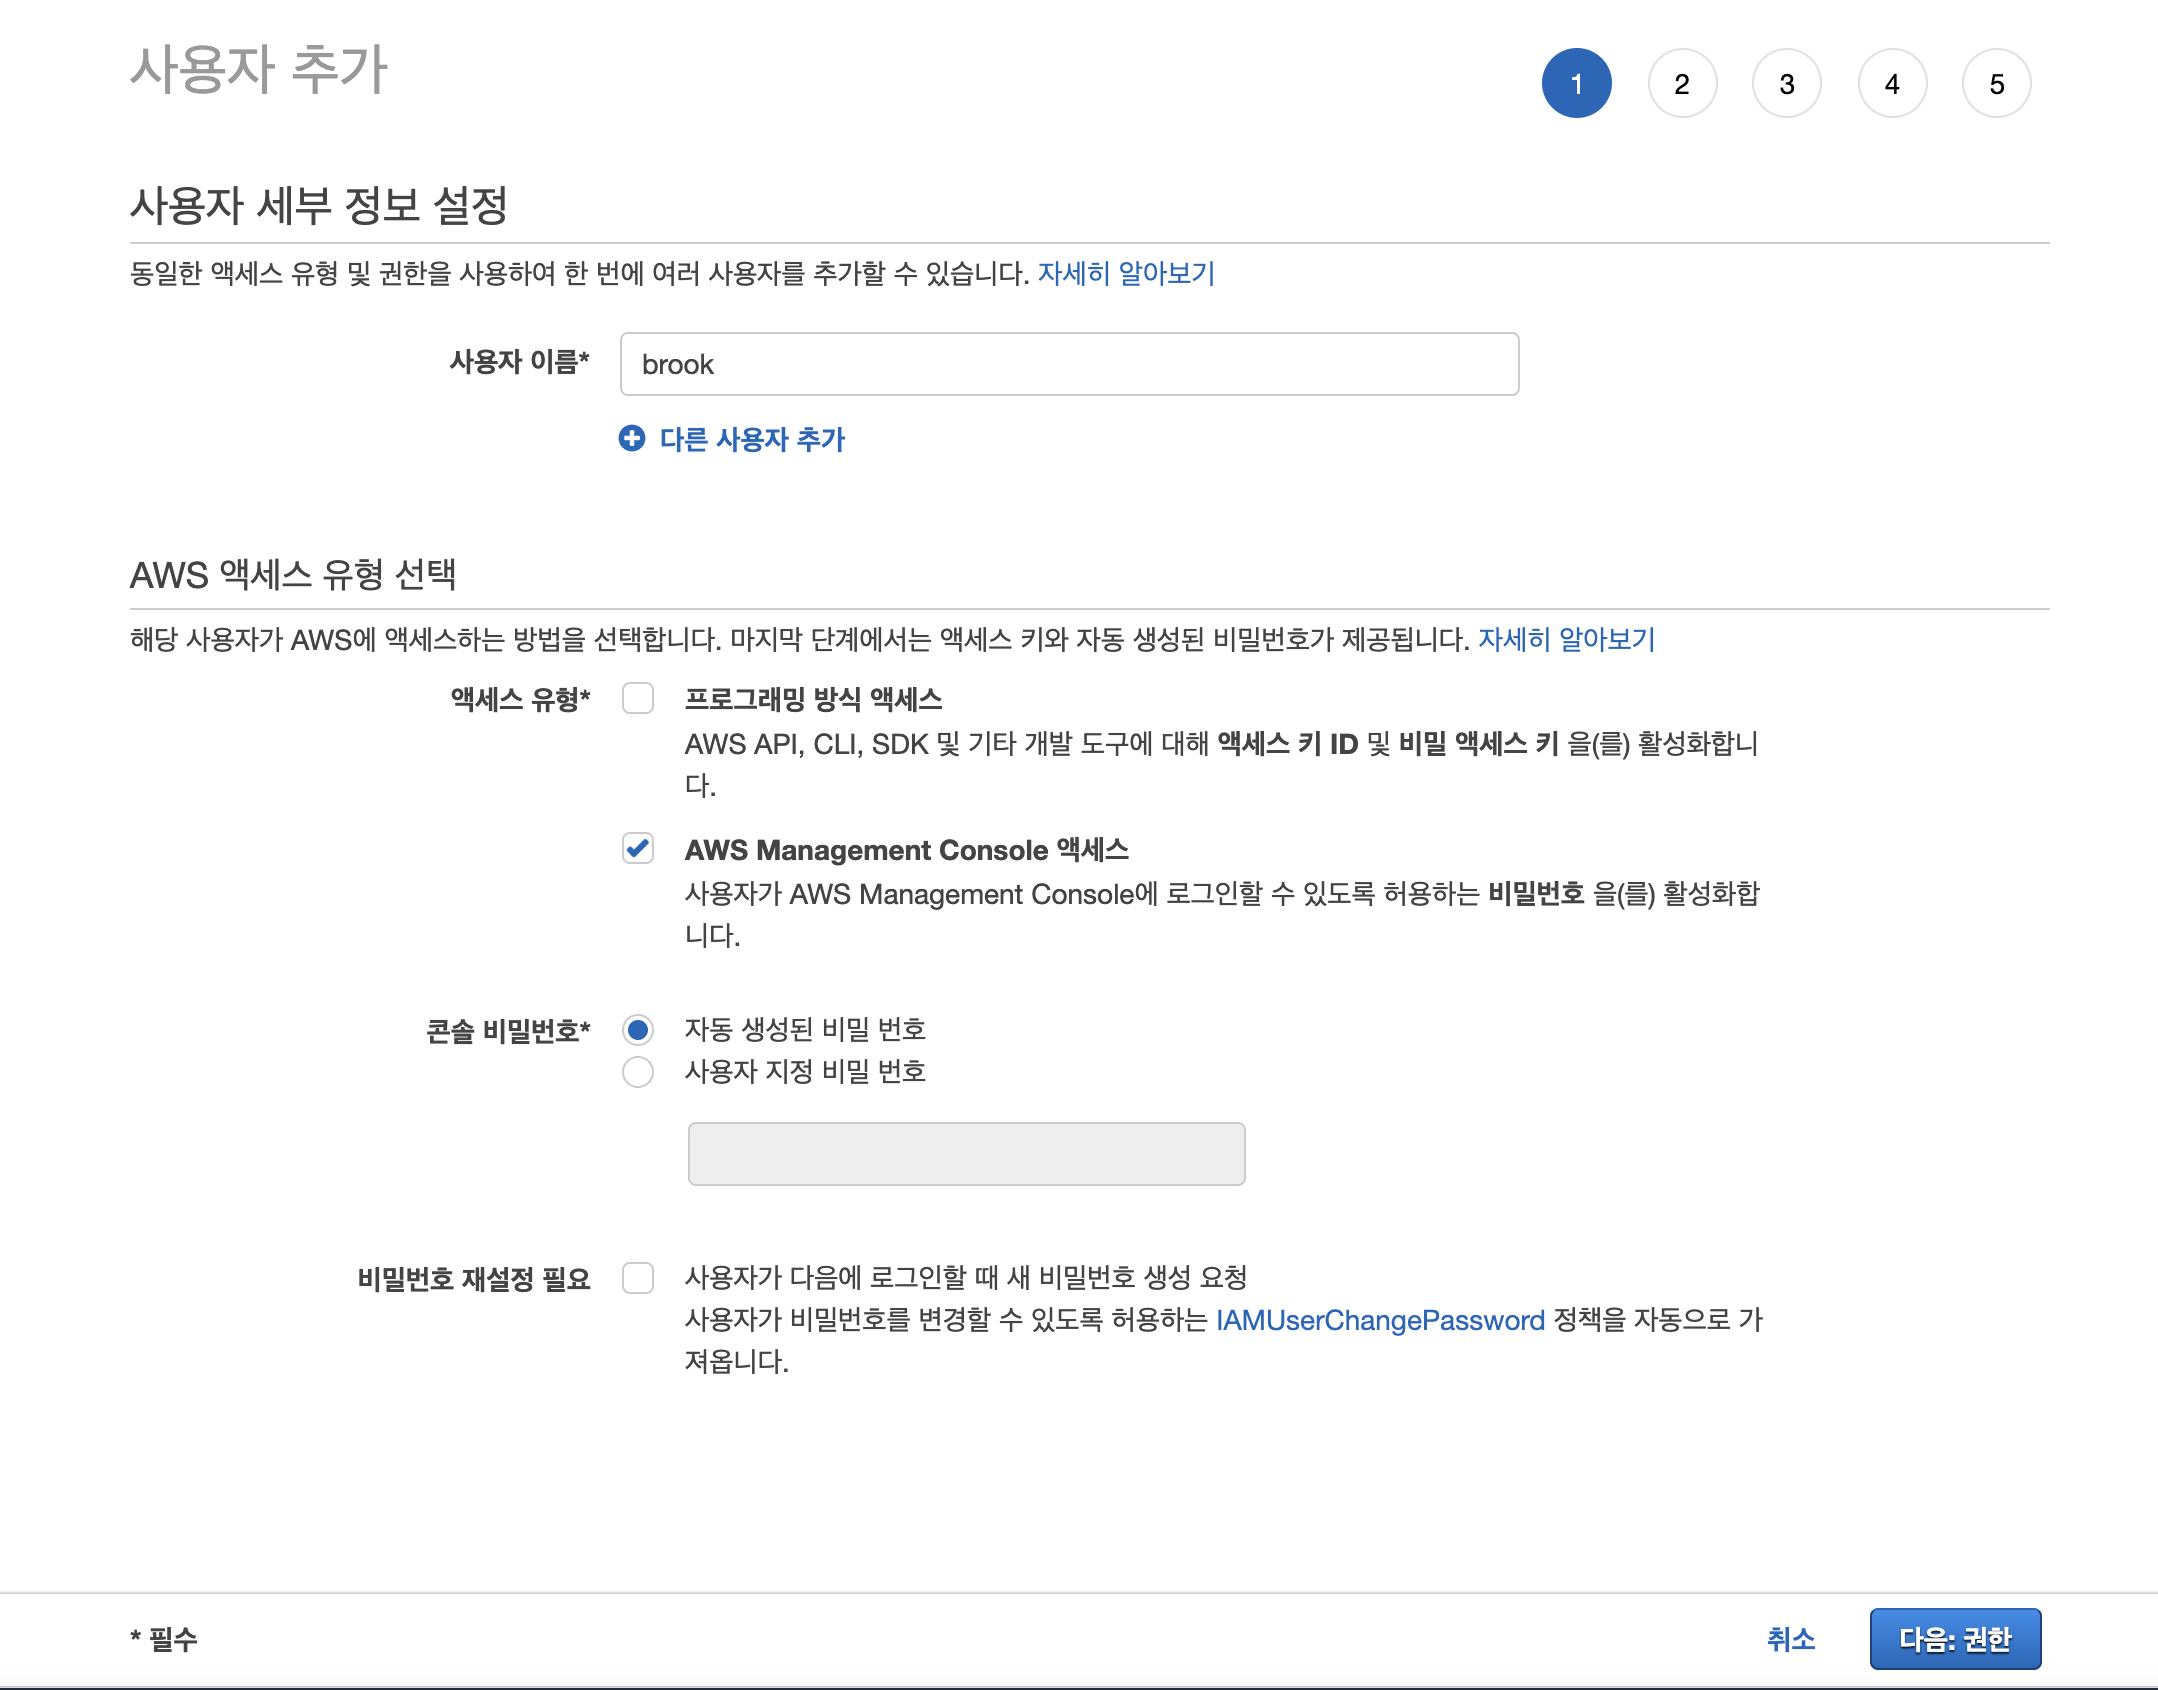 사용자 추가
1 2 3 4 5
사용자 세부 정보 설정
동일한 액세스 유형 및 권한을 사용하여 한 번에 여러 사용자를 추가할 수 있습니다. 자세히 알아보기
사용자 이름* brook
다른 사용자 추가
AWS 액세스 유형 선택
해당 사용자가 AWS에 액세스하는 방법을 선택합니다. 마지막 단계에서는 액세스 키와 자동 생성된 비밀번호가 제공됩니다. 자세히 알아보기
액세스 유형* 프로그래밍 방식 액세스
AWS API, CLI, SDK 및 기타 개발 도구에 대해 액세스 키 ID 및 비밀 액세스 키 을(를) 활성화합니
다.
AWS Management Console 액세스
사용자가 AWS Management Console에 로그인할 수 있도록 허용하는 비밀번호 을(를) 활성화합
니다.
콘솔 비밀번호* 자동 생성된 비밀 번호
사용자 지정 비밀 번호
비밀번호 재설정 필요 사용자가 다음에 로그인할 때 새 비밀번호 생성 요청
사용자가 비밀번호를 변경할 수 있도록 허용하는 IAMUserChangePassword 정책을 자동으로 가
져옵니다.
* 필수 취소 다음: 권한